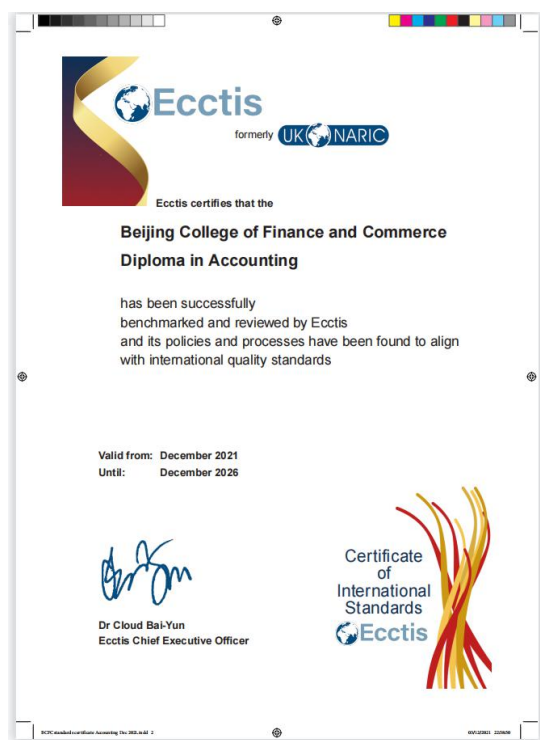 Ecctis
formerly UK NARIC
Ecctis certifies that the
Beijing College of Finance and Commerce
Diploma in Accounting
has been successfully
benchmarked and reviewed by Ecctis
and its policies and processes have been found to align
with international quality standards
Valid from: December 2021
Until: December 2026
Dr Cloud Bai-Yun
Ecctis Chief Executive Officer
Certificate
of
International
Standards
Ecctis